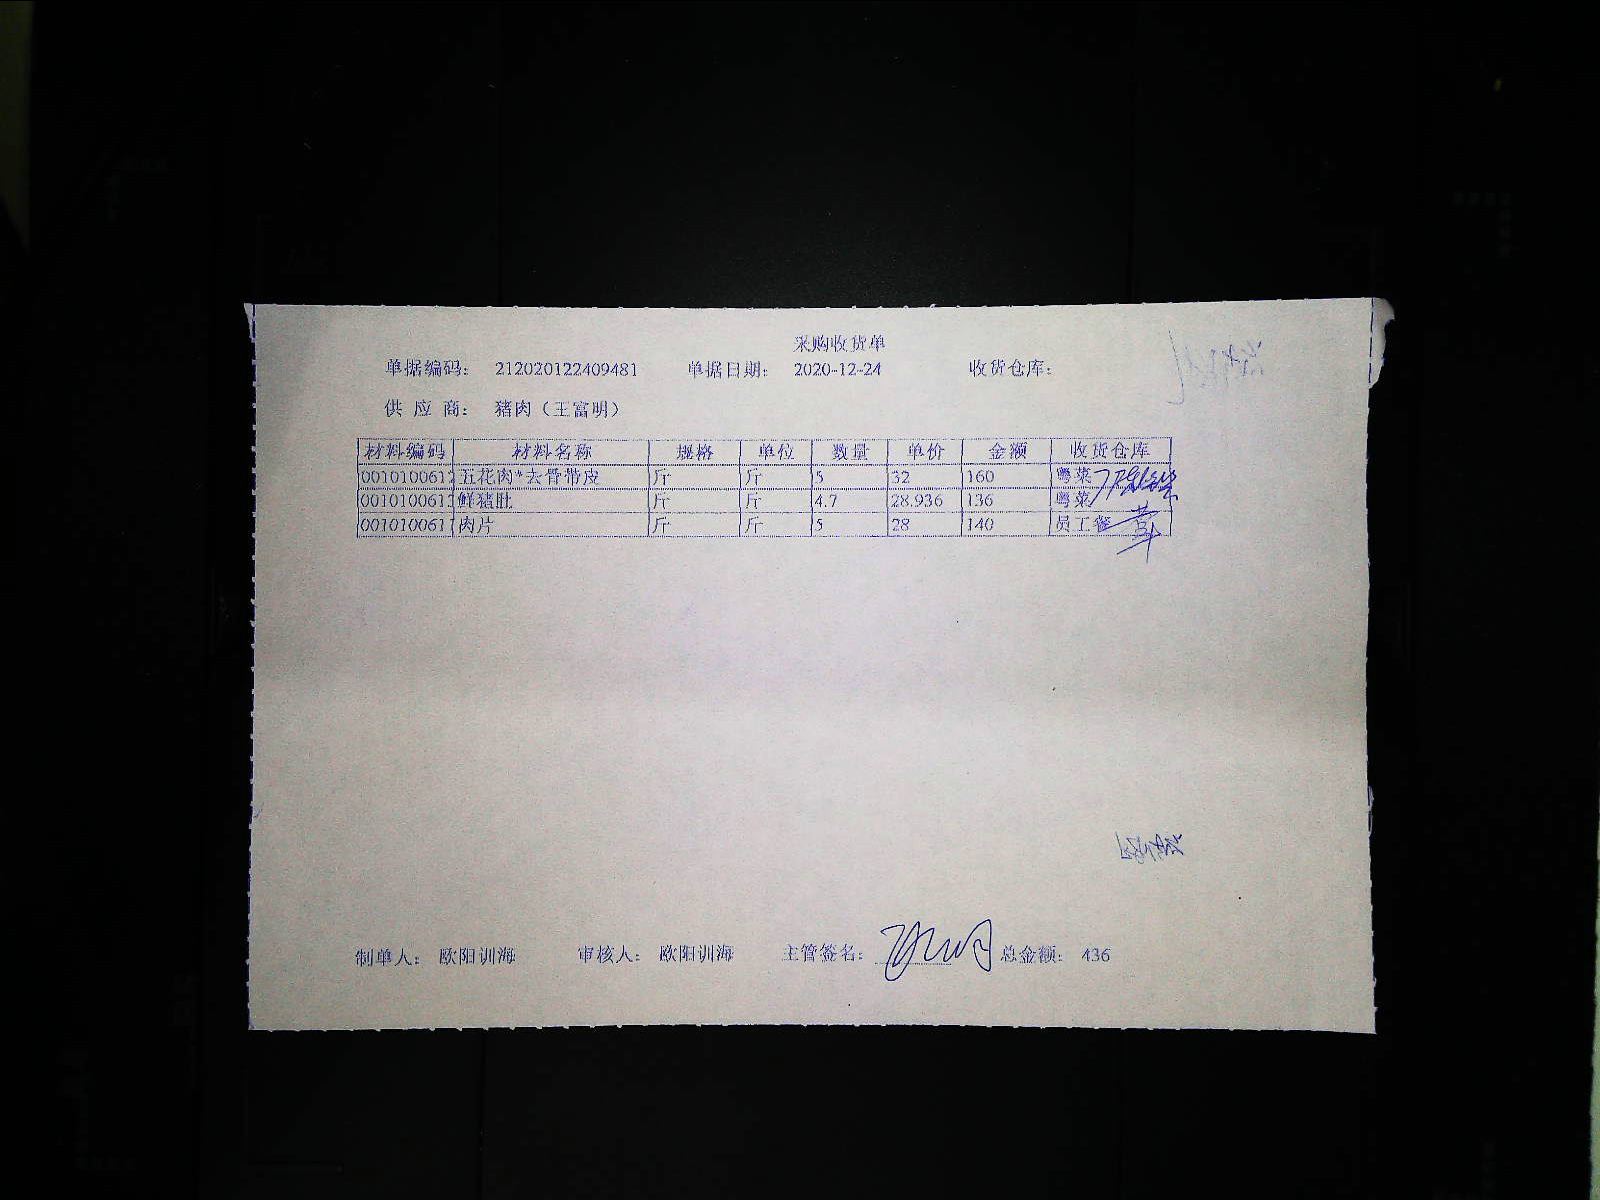 采购收货单
单据编码： 212020122409481 单据日期： 2020-12-24 收货仓库：
供 应 商： 猪肉（王富明）
材料编码 材料名称 规格 单位 数量 单价 金额 收货仓库
001010061 五花肉*去骨带皮 斤 斤 5 32 160 粤菜
001010061 鲜猪肚 斤 斤 4.7 28.936 136 粤菜
001010061 肉片 斤 斤 5 28 140 员工餐
制单人： 欧阳训海 审核人： 欧阳训海 主管签名： 总金额： 436